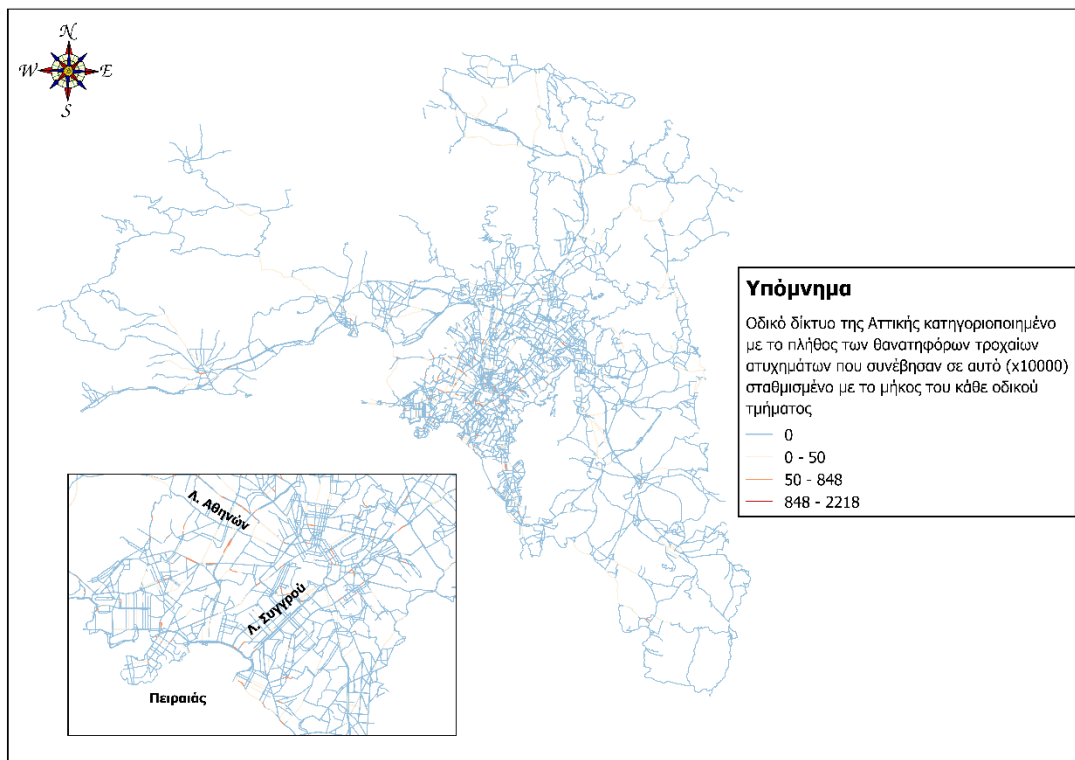 N
W E
S
Υπόμνημα
Οδικό δίκτυο της Αττικής κατηγοριοποιημένο
με το πλήθος των θανατηφόρων τροχαίων
ατυχημάτων που συνέβησαν σε αυτό (x10000)
σταθμισμένο με το μήκος του κάθε οδικού
τμήματος
0
0 - 50
50 - 848
848 - 2218
Λ. Αθηνών
Λ. Συγγρού
Πειραιάς